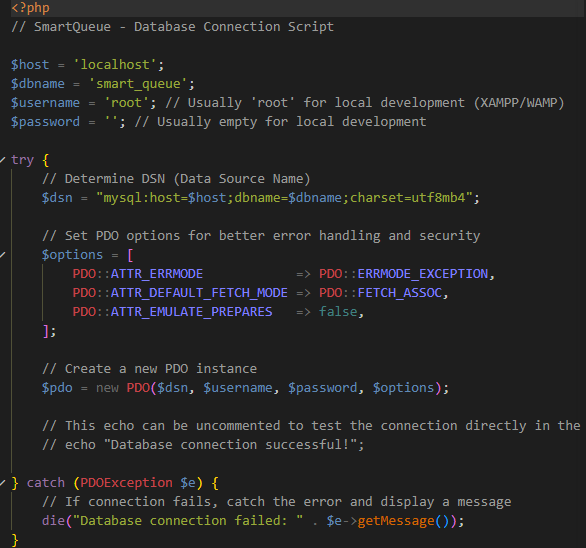 <?php
// SmartQueue - Database Connection Script

$host = 'localhost';
$dbname = 'smart_queue';
$username = 'root'; // Usually 'root' for local development (XAMPP/WAMP)
$password = ''; // Usually empty for local development

try {
    // Determine DSN (Data Source Name)
    $dsn = "mysql:host=$host;dbname=$dbname;charset=utf8mb4";

    // Set PDO options for better error handling and security
    $options = [
        PDO::ATTR_ERRMODE            => PDO::ERRMODE_EXCEPTION,
        PDO::ATTR_DEFAULT_FETCH_MODE => PDO::FETCH_ASSOC,
        PDO::ATTR_EMULATE_PREPARES   => false,
    ];

    // Create a new PDO instance
    $pdo = new PDO($dsn, $username, $password, $options);

    // This echo can be uncommented to test the connection directly in the
    // echo "Database connection successful!";

} catch (PDOException $e) {
    // If connection fails, catch the error and display a message
    die("Database connection failed: " . $e->getMessage());
}